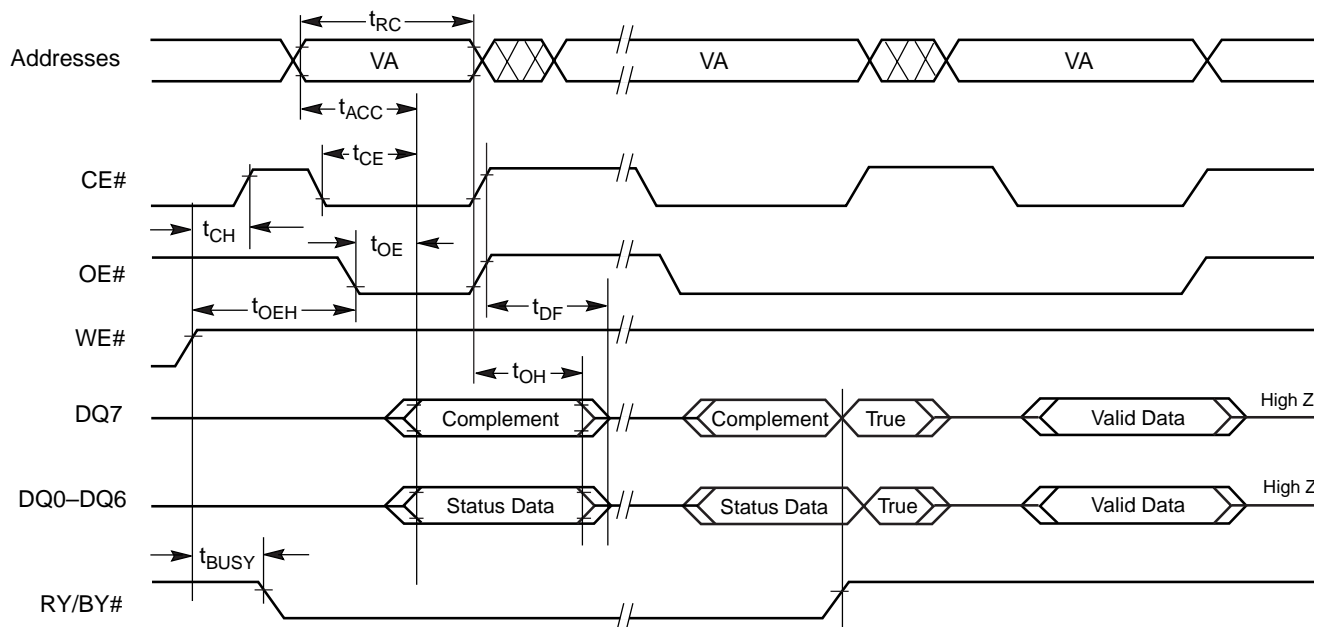 tRC
Addresses VA VA VA
tACC
tCE
CE#
tCH tOE
OE#
tOEH tDF
WE#
tOH
DQ7 Complement Complement True Valid Data High Z
DQ0–DQ6 Status Data Status Data True Valid Data High Z
tBUSY
RY/BY#